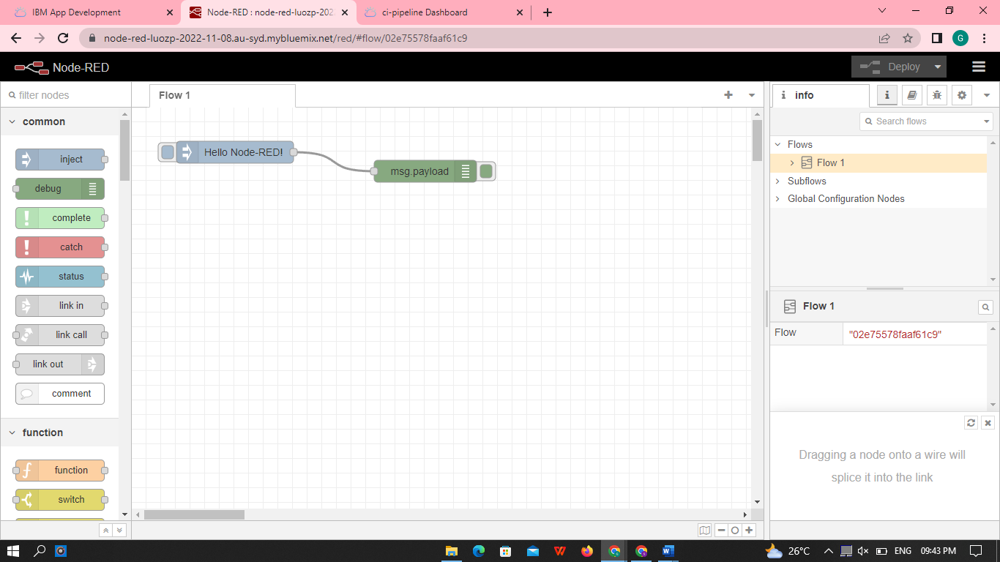 IBM App Development
Node-RED : node-red-luozp-202
ci-pipeline Dashboard
node-red-luozp-2022-11-08.au-syd.mybluemix.net/red/#flow/02e75578faaf61c9
G
Node-RED
Deploy
filter nodes
Flow 1
info
common
Search flows
inject
debug
complete
catch
status
link in
link call
link out
comment
function
function
switch
Hello Node-RED!
msg.payload
Flows
Flow 1
Subflows
Global Configuration Nodes
Flow 1
Flow
"02e75578faaf61c9"
Dragging a node onto a wire will
splice it into the link
26°C
ENG
09:43 PM